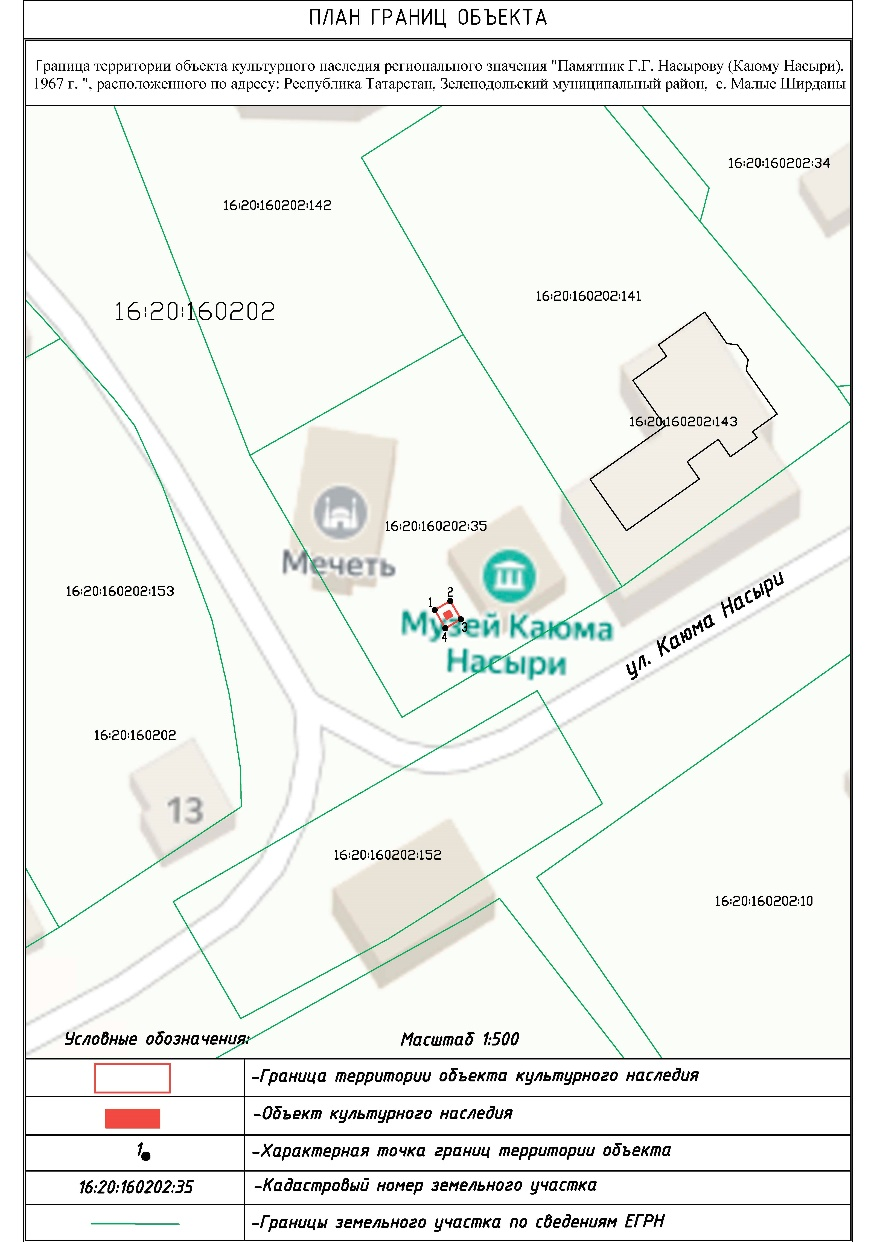 ПЛАН ГРАНИЦ ОБЪЕКТА
Граница территории объекта культурного наследия регионального значения "Памятник Г.Г. Насырову (Каюму Насыри).
1967 г. ", расположенного по адресу: Республика Татарстан, Зеленодольский муниципальный район, с. Малые Ширданы
16:20:160202:34
16:20:160202:142
16:20:160202:141
16:20:160202
16:20:160202:143
16:20:160202:35
Мечеть
16:20:160202:153
ул. Каюма Насыри
2
1
3
4
Музей Каюма
Насыри
16:20:160202
13
16:20:160202:152
16:20:160202:10
Условные обозначения:
Масштаб 1:500
-Граница территории объекта культурного наследия
-Объект культурного наследия
1
-Характерная точка границ территории объекта
16:20:160202:35
-Кадастровый номер земельного участка
-Границы земельного участка по сведениям ЕГРН